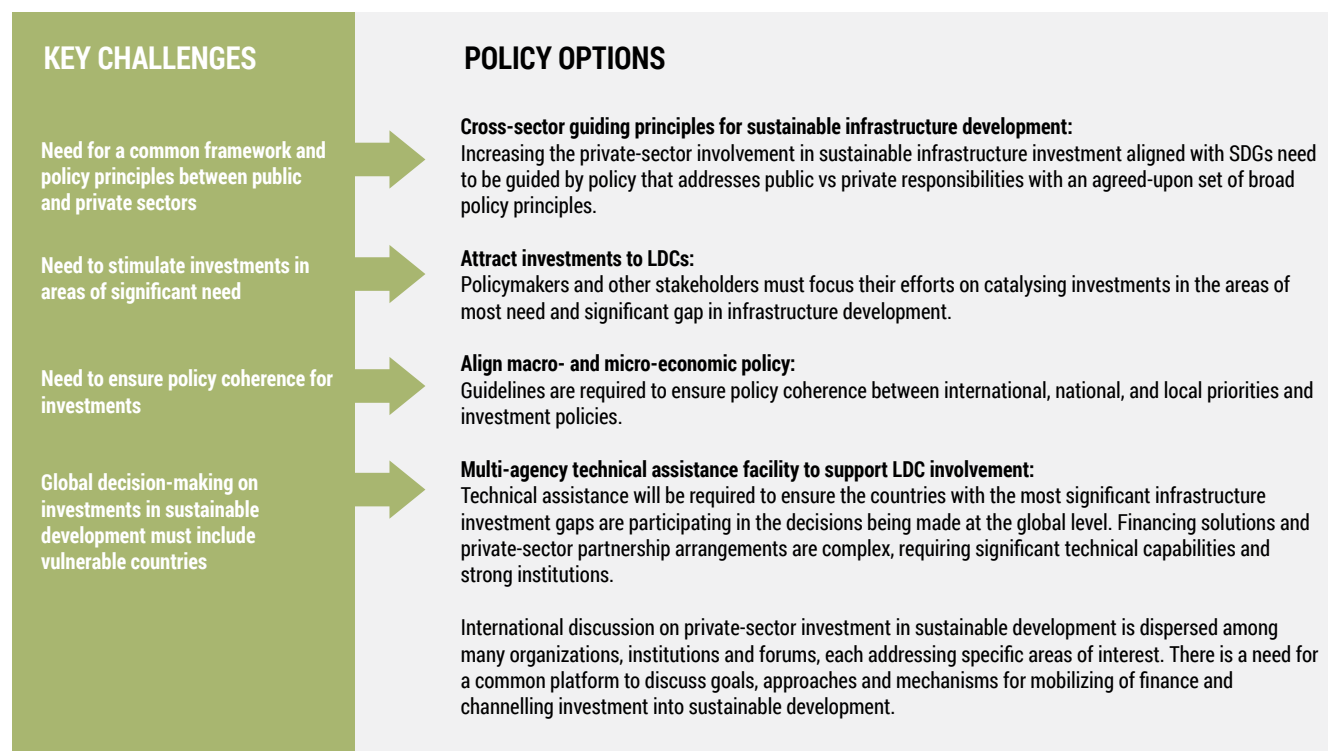 KEY CHALLENGES
POLICY OPTIONS
Need for a common framework and
policy principles between public
and private sectors
Cross-sector guiding principles for sustainable infrastructure development:
Increasing the private-sector involvement in sustainable infrastructure investment aligned with SDGs need
to be guided by policy that addresses public vs private responsibilities with an agreed-upon set of broad
policy principles.
Need to stimulate investments in
areas of significant need
Attract investments to LDCs:
Policymakers and other stakeholders must focus their efforts on catalysing investments in the areas of
most need and significant gap in infrastructure development.
Need to ensure policy coherence for
investments
Align macro- and micro-economic policy:
Guidelines are required to ensure policy coherence between international, national, and local priorities and
investment policies.
Global decision-making on
investments in sustainable
development must include
vulnerable countries
Multi-agency technical assistance facility to support LDC involvement:
Technical assistance will be required to ensure the countries with the most significant infrastructure
investment gaps are participating in the decisions being made at the global level. Financing solutions and
private-sector partnership arrangements are complex, requiring significant technical capabilities and
strong institutions.
International discussion on private-sector investment in sustainable development is dispersed among
many organizations, institutions and forums, each addressing specific areas of interest. There is a need for
a common platform to discuss goals, approaches and mechanisms for mobilizing of finance and
channelling investment into sustainable development.